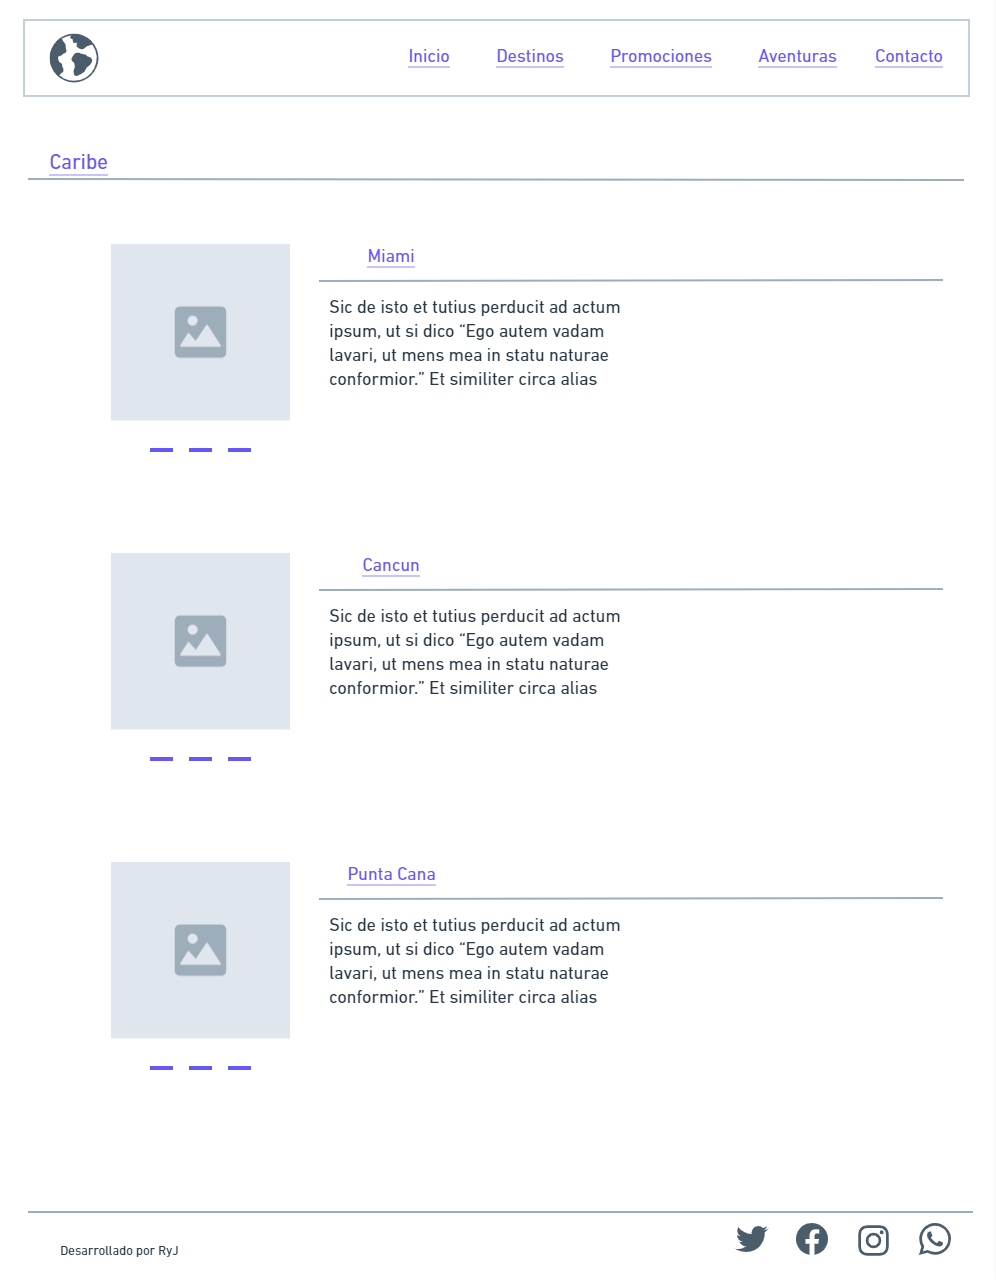 Inicio Destinos Promociones Aventuras Contacto
Caribe
Miami
Sic de isto et tutius perducit ad actum
ipsum, ut si dico “Ego autem vadam
lavari, ut mens mea in statu naturae
conformior.” Et similiter circa alias
Cancun
Sic de isto et tutius perducit ad actum
ipsum, ut si dico “Ego autem vadam
lavari, ut mens mea in statu naturae
conformior.” Et similiter circa alias
Punta Cana
Sic de isto et tutius perducit ad actum
ipsum, ut si dico “Ego autem vadam
lavari, ut mens mea in statu naturae
conformior.” Et similiter circa alias
Desarrollado por RyJ